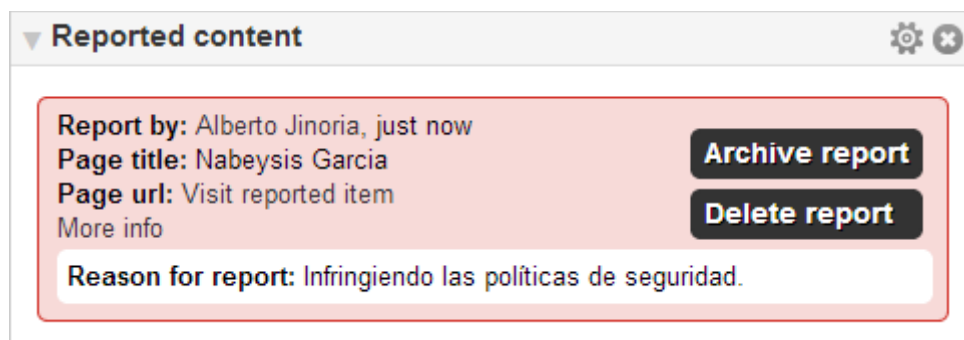 Reported content
Report by: Alberto Jinoria, just now
Page title: Nabeysis Garcia
Page url: Visit reported item
More info
Archive report
Delete report
Reason for report: Infringiendo las políticas de seguridad.